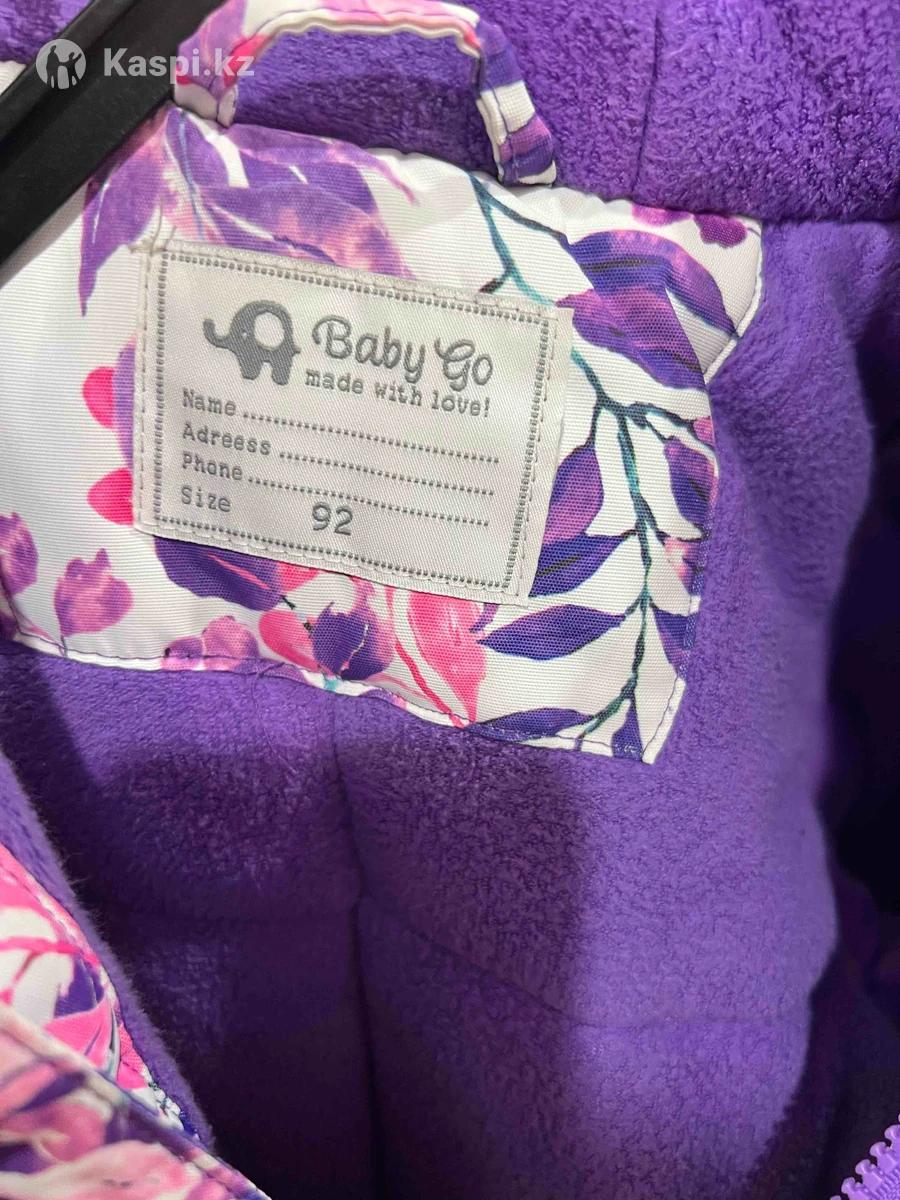 Kaspi.kz
Baby Go
made with love!
Name
Adreess
Phone
Size 92